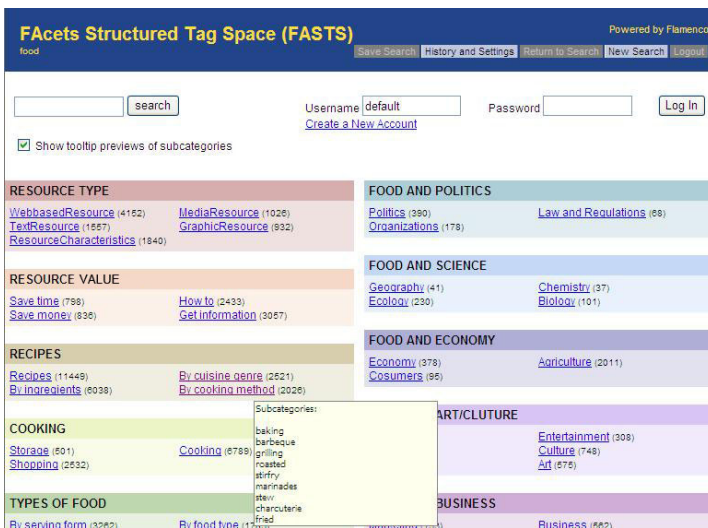 FAcets Structured Tag Space (FASTS)
food
Powered by Flamenco
Save Search History and Settings Return to Search New Search Logout
search
Username default Password Log In
Create a New Account
Show tooltip previews of subcategories
RESOURCE TYPE
WebbasedResource (4152) MediaResource (1026)
TextResource (1557) GraphicResource (932)
ResourceCharacteristics (1840)
RESOURCE VALUE
Save time (798) How to (2433)
Save money (836) Get information (3057)
RECIPES
Recipes (11449) By cuisine genre (2521)
By ingregients (6038) By cooking method (2026)
Subcategories:
baking
barbeque
grilling
roasted
stirfry
marinades
stew
charcuterie
fried
COOKING
Storage (501) Cooking (6789)
Shopping (2532)
TYPES OF FOOD
By serving form (3262) By food type
FOOD AND POLITICS
Politics (390) Law and Regulations (68)
Organizations (178)
FOOD AND SCIENCE
Geography (41) Chemistry (37)
Ecology (230) Biology (101)
FOOD AND ECONOMY
Economy (378) Agriculture (2011)
Cosumers (95)
ART/CLUTURE
Entertainment (308)
Culture (748)
Art (575)
BUSINESS
Business (562)